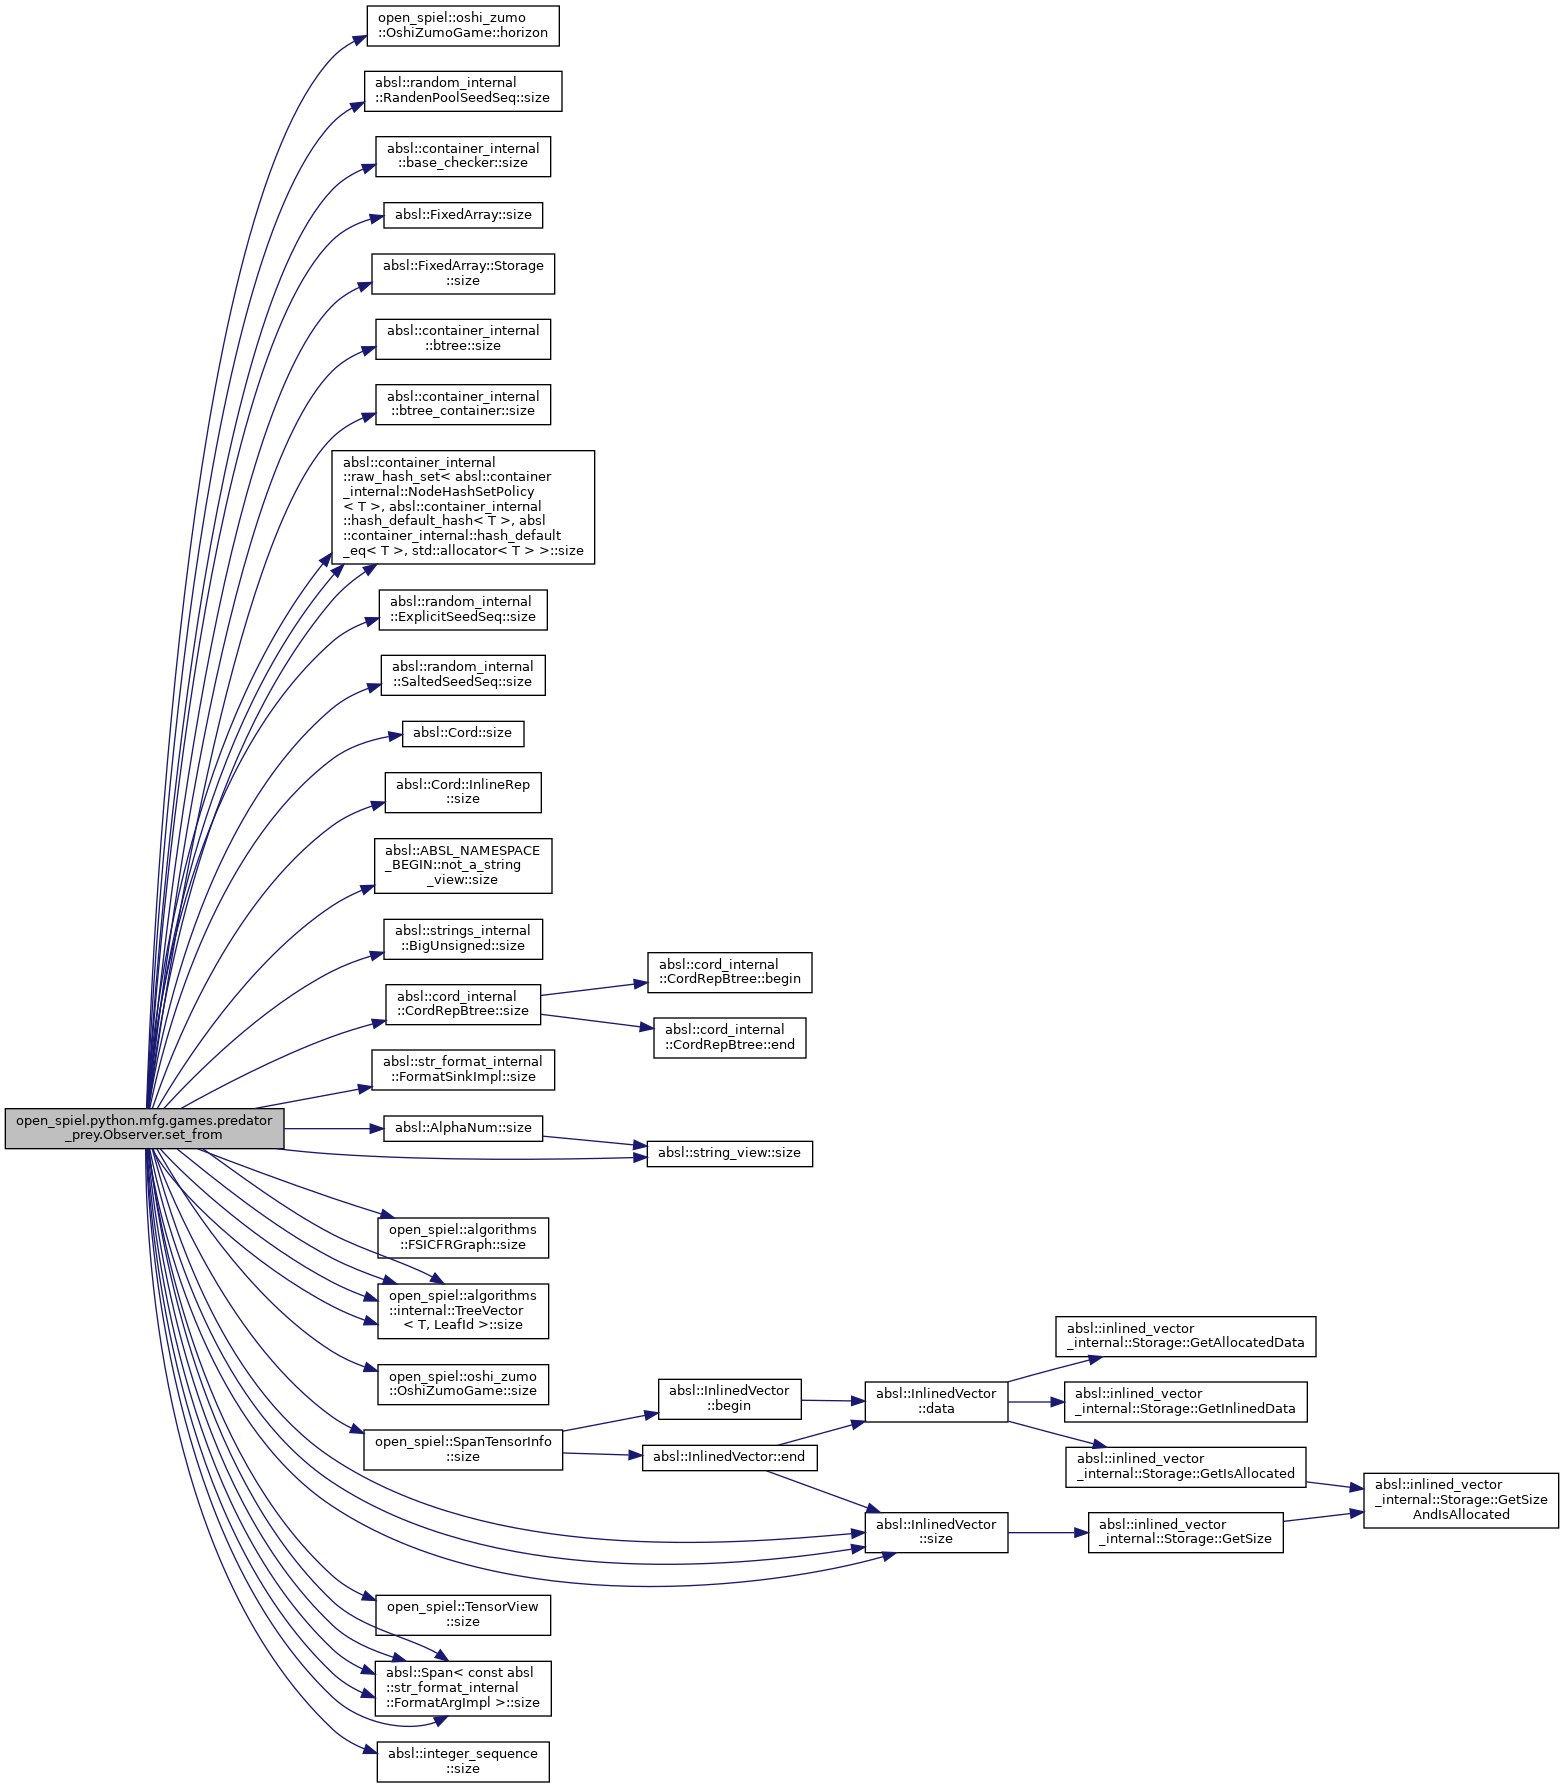 open_spiel::oshi_zumo
::OshiZumoGame::horizon
absl::random_internal
::RandenPoolSeedSeq::size
absl::container_internal
::base_checker::size
absl::FixedArray::size
absl::FixedArray::Storage
::size
absl::container_internal
::btree::size
absl::container_internal
::btree_container::size
absl::container_internal
::raw_hash_set< absl::container
_internal::NodeHashSetPolicy
< T >, absl::container_internal
::hash_default_hash< T >, absl
::container_internal::hash_default
_eq< T >, std::allocator< T > >::size
absl::random_internal
::ExplicitSeedSeq::size
absl::random_internal
::SaltedSeedSeq::size
absl::Cord::size
absl::Cord::InlineRep
::size
absl::ABSL_NAMESPACE
_BEGIN::not_a_string
_view::size
absl::strings_internal
::BigUnsigned::size
absl::cord_internal
::CordRepBtree::size
absl::cord_internal
::CordRepBtree::begin
absl::cord_internal
::CordRepBtree::end
absl::str_format_internal
::FormatSinkImpl::size
open_spiel.python.mfg.games.predator
_prey.Observer.set_from
absl::AlphaNum::size
absl::string_view::size
open_spiel::algorithms
::FSICFRGraph::size
open_spiel::algorithms
::internal::TreeVector
< T, LeafId >::size
open_spiel::oshi_zumo
::OshiZumoGame::size
open_spiel::SpanTensorInfo
::size
absl::InlinedVector
::begin
absl::InlinedVector::end
absl::InlinedVector
::data
absl::InlinedVector
::size
absl::inlined_vector
_internal::Storage::GetAllocatedData
absl::inlined_vector
_internal::Storage::GetInlinedData
absl::inlined_vector
_internal::Storage::GetIsAllocated
absl::inlined_vector
_internal::Storage::GetSize
absl::inlined_vector
_internal::Storage::GetSize
AndIsAllocated
open_spiel::TensorView
::size
absl::Span< const absl
::str_format_internal
::FormatArgImpl >::size
absl::integer_sequence
::size